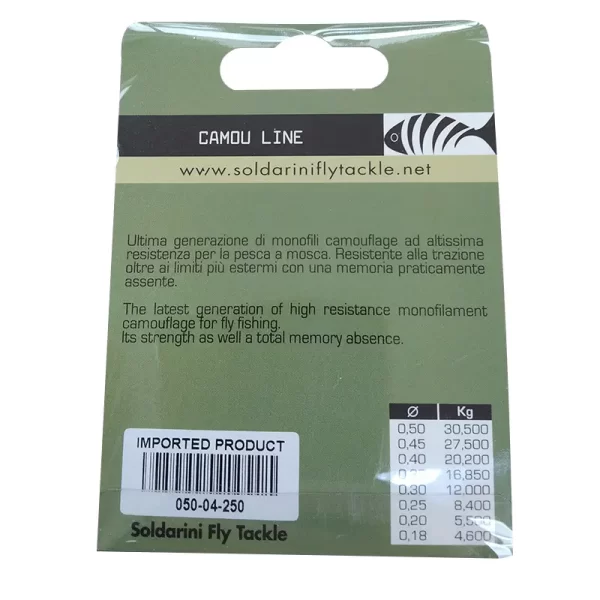 CAMOU LINE
www.soldariniflytackle.net
Ultima generazione di monofili camouflage ad altissima
resistenza per la pesca a mosca. Resistente alla trazione
oltre ai limiti più estermi con una memoria praticamente
assente.
The latest generation of high resistance monofilament
camouflage for fly fishing.
Its strength as well a total memory absence.
Ø Kg
0,50 30,500
0,45 27,500
0,40 20,200
16,850
0,30 12,000
0,25 8,400
0,20 5,500
0,18 4,600
IMPORTED PRODUCT
050-04-250
Soldarini Fly Tackle